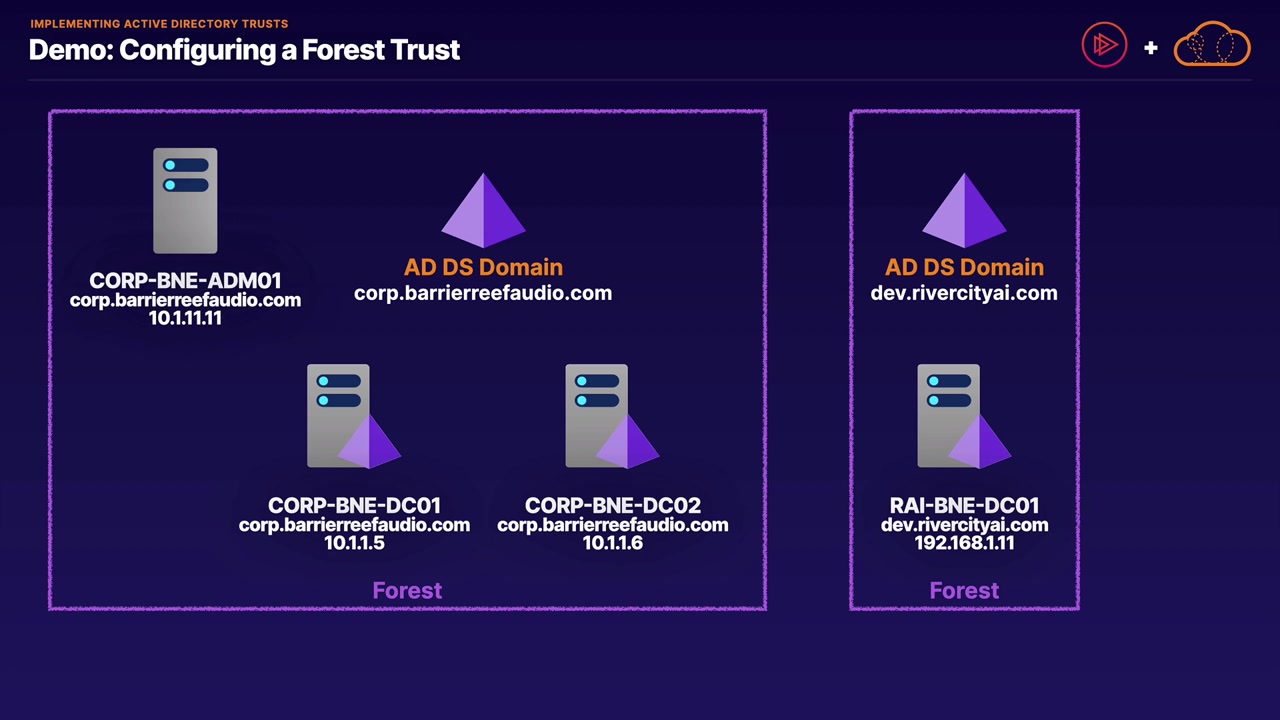 IMPLEMENTING ACTIVE DIRECTORY TRUSTS
Demo: Configuring a Forest Trust
+
CORP-BNE-ADM01
corp.barrierreefaudio.com
10.1.11.11
AD DS Domain
corp.barrierreefaudio.com
AD DS Domain
dev.rivercityai.com
CORP-BNE-DC01
corp.barrierreefaudio.com
10.1.1.5
CORP-BNE-DC02
corp.barrierreefaudio.com
10.1.1.6
RAI-BNE-DC01
dev.rivercityai.com
192.168.1.11
Forest
Forest